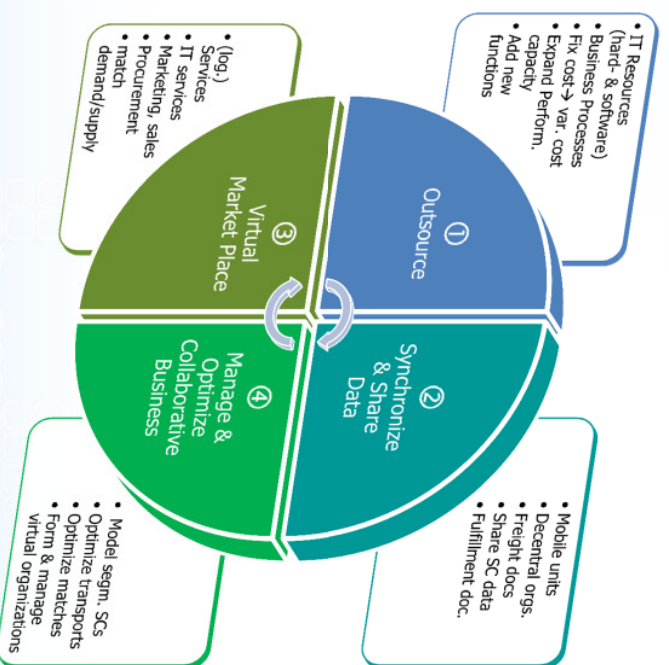 • IT Resources
(hard- & software)
• Business Processes
• Fix cost→ var. cost
• Expand Perform.
capacity
• Add new
functions
①
Outsource
• Mobile units
• Decentral orgs.
• Freight docs
• Share SC data
• Fulfillment doc.
②
Synchronize
& Share
Data
• (log.)
Services
• IT services
• Marketing, sales
• Procurement
• match
demand/supply
③
Virtual
Market Place
④
Manage &
Optimize
Collaborative
Business
• Model segm. SCs
• Optimize transports
• Optimize matches
• Form & manage
virtual organizations